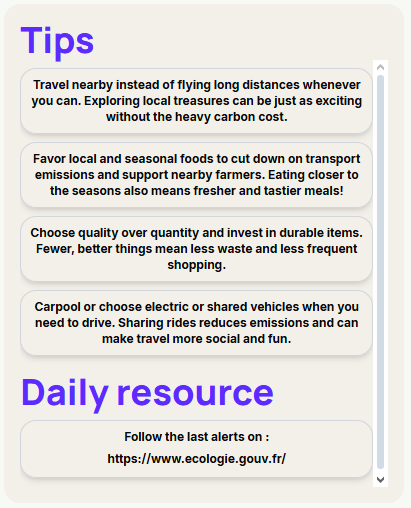 Tips
Travel nearby instead of flying long distances whenever
you can. Exploring local treasures can be just as exciting
without the heavy carbon cost.
Favor local and seasonal foods to cut down on transport
emissions and support nearby farmers. Eating closer to
the seasons also means fresher and tastier meals!
Choose quality over quantity and invest in durable items.
Fewer, better things mean less waste and less frequent
shopping.
Carpool or choose electric or shared vehicles when you
need to drive. Sharing rides reduces emissions and can
make travel more social and fun.
Daily resource
Follow the last alerts on :
https://www.ecologie.gouv.fr/